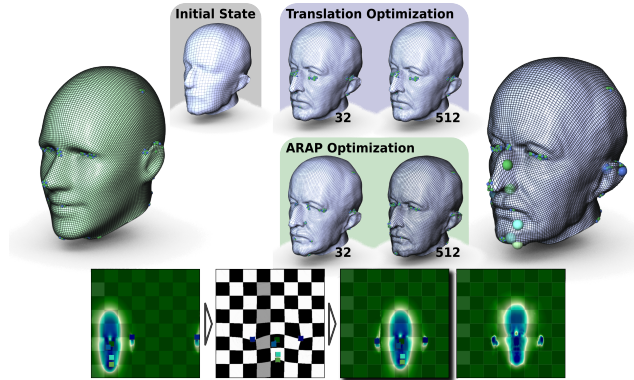 Initial State
Translation Optimization
32
512
ARAP Optimization
32
512